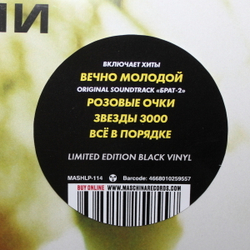 ИИ
ВКЛЮЧАЕТ ХИТЫ
ВЕЧНО МОЛОДОЙ
ORIGINAL SOUNDTRACK «БРАТ-2»
РОЗОВЫЕ ОЧКИ
ЗВЕЗДЫ 3000
ВСЁ В ПОРЯДКЕ
LIMITED EDITION BLACK VINYL
MASHLP-114 Barcode: 4668010259557
BUY ONLINE WWW.MASCHINARECORDS.COM